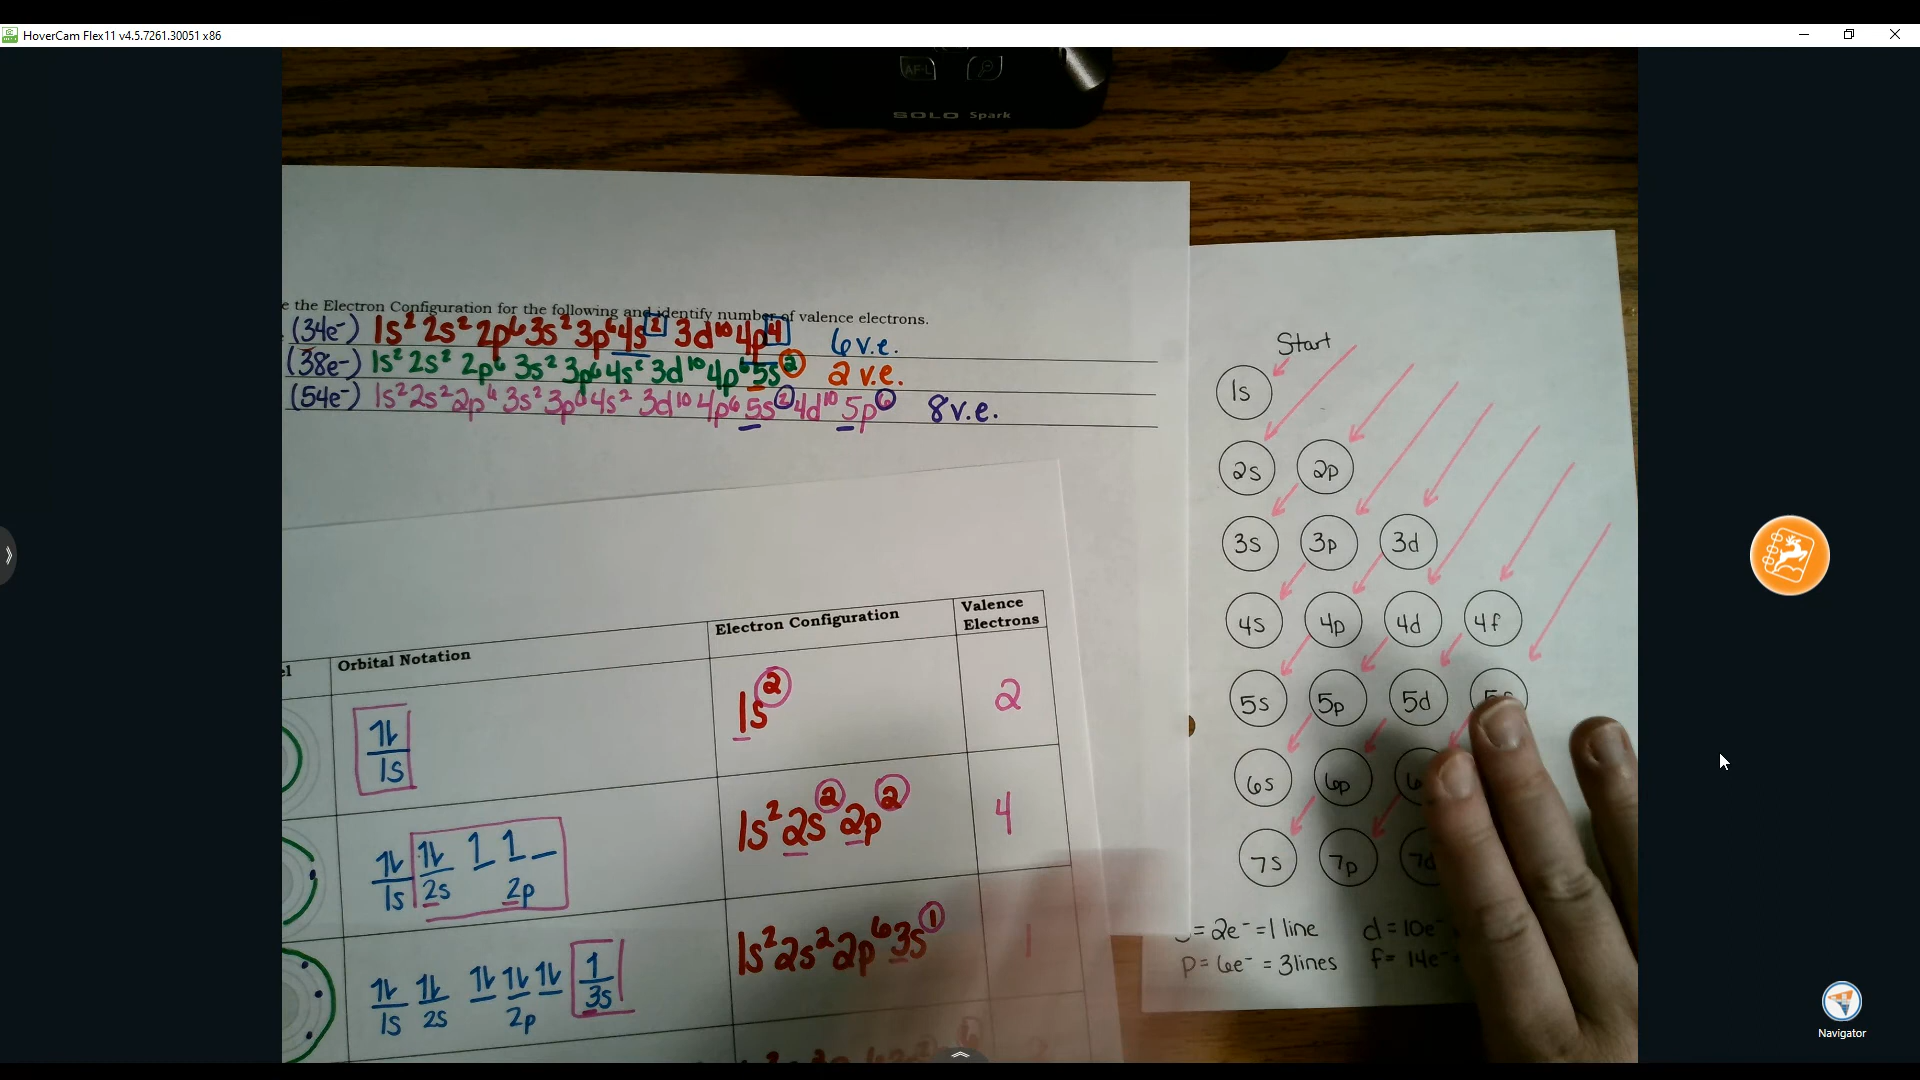 HoverCam Flex11 v4.5.7261.30051 x86
AF-L
SOLO Spark
e the Electron Configuration for the following and identify number of valence electrons.
(34e⁻) 1s² 2s² 2p⁶ 3s² 3p⁶ 4s² 3d¹⁰ 4p⁴ 6 v.e.
(38e⁻) 1s² 2s² 2p⁶ 3s² 3p⁶ 4s² 3d¹⁰ 4p⁶ 5s² 2 v.e.
(54e⁻) 1s² 2s² 2p⁶ 3s² 3p⁶ 4s² 3d¹⁰ 4p⁶ 5s² 4d¹⁰ 5p⁶ 8 v.e.
el Orbital Notation Electron Configuration Valence Electrons
1s 1s² 2
1s 2s 2p 1s² 2s² 2p² 4
1s 2s 2p 3s 1s² 2s² 2p⁶ 3s¹ 1
Start
1s
2s 2p
3s 3p 3d
4s 4p 4d 4f
5s 5p 5d
6s 6p
7s 7p 7d
= 2e⁻ = 1 line d = 10e⁻
p = 6e⁻ = 3 lines f = 14e⁻
Navigator